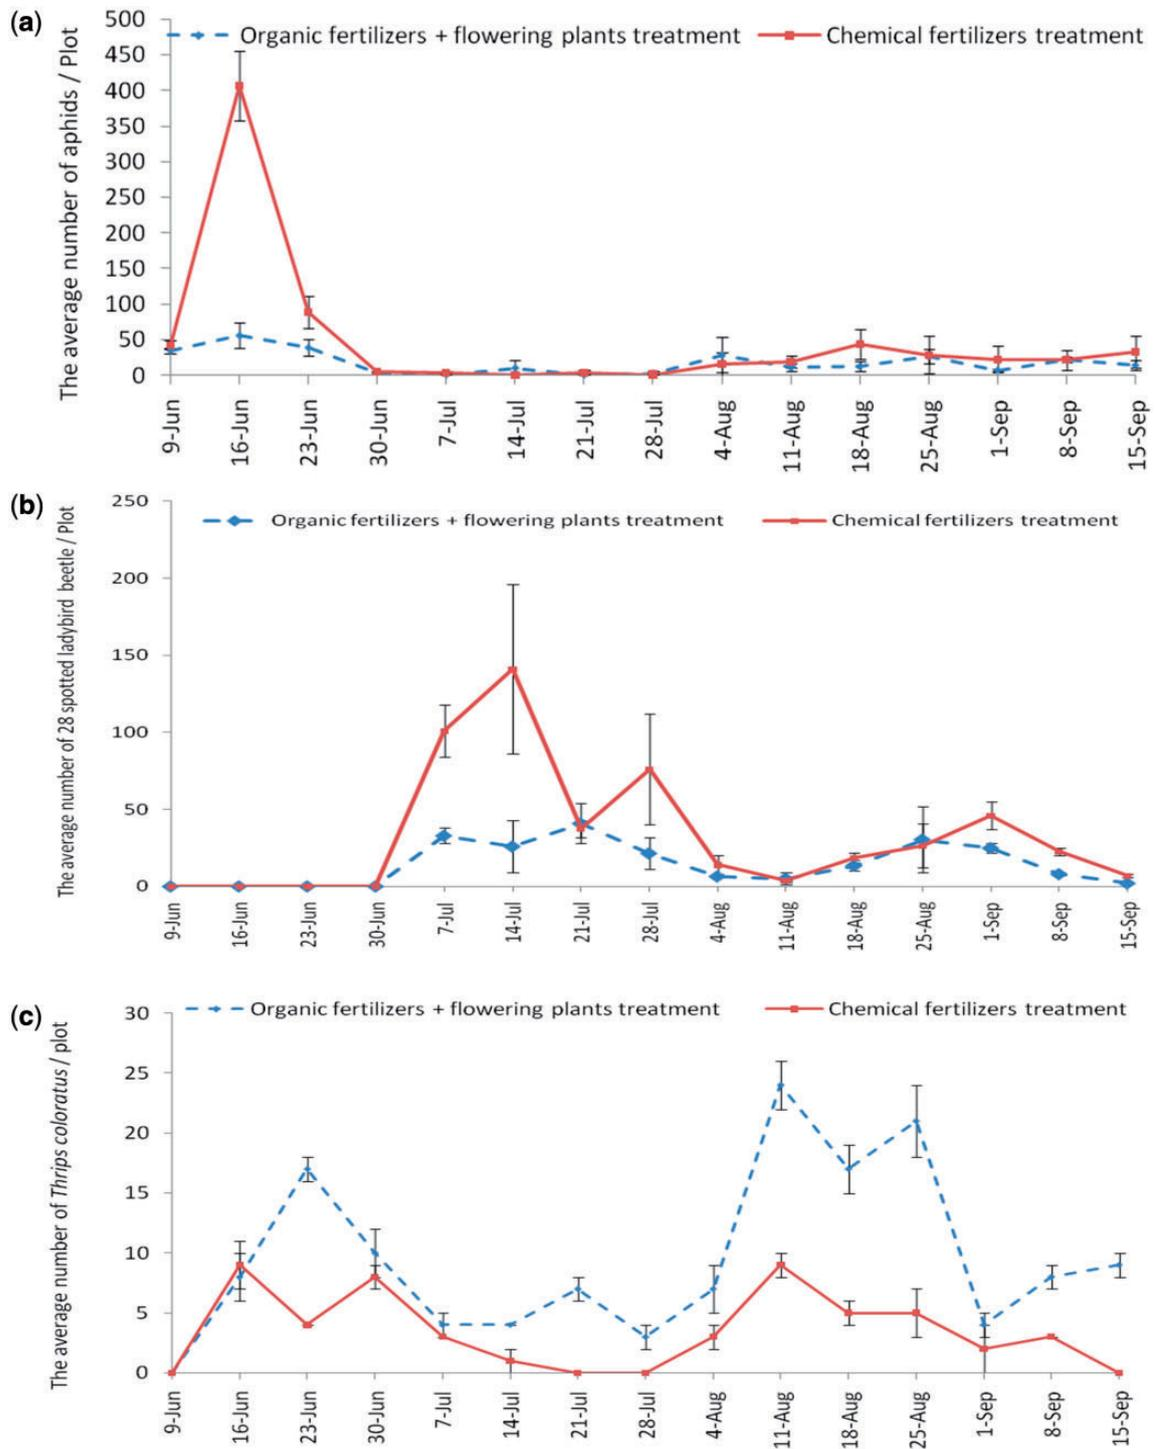 (a)
The average number of aphids / Plot
Organic fertilizers + flowering plants treatment
Chemical fertilizers treatment
500
450
400
350
300
250
200
150
100
50
0
9-Jun 16-Jun 23-Jun 30-Jun 7-Jul 14-Jul 21-Jul 28-Jul 4-Aug 11-Aug 18-Aug 25-Aug 1-Sep 8-Sep 15-Sep
(b)
The average number of 28 spotted ladybird beetle / Plot
Organic fertilizers + flowering plants treatment
Chemical fertilizers treatment
250
200
150
100
50
0
9-Jun 16-Jun 23-Jun 30-Jun 7-Jul 14-Jul 21-Jul 28-Jul 4-Aug 11-Aug 18-Aug 25-Aug 1-Sep 8-Sep 15-Sep
(c)
The average number of Thrips coloratus / plot
Organic fertilizers + flowering plants treatment
Chemical fertilizers treatment
30
25
20
15
10
5
0
9-Jun 16-Jun 23-Jun 30-Jun 7-Jul 14-Jul 21-Jul 28-Jul 4-Aug 11-Aug 18-Aug 25-Aug 1-Sep 8-Sep 15-Sep